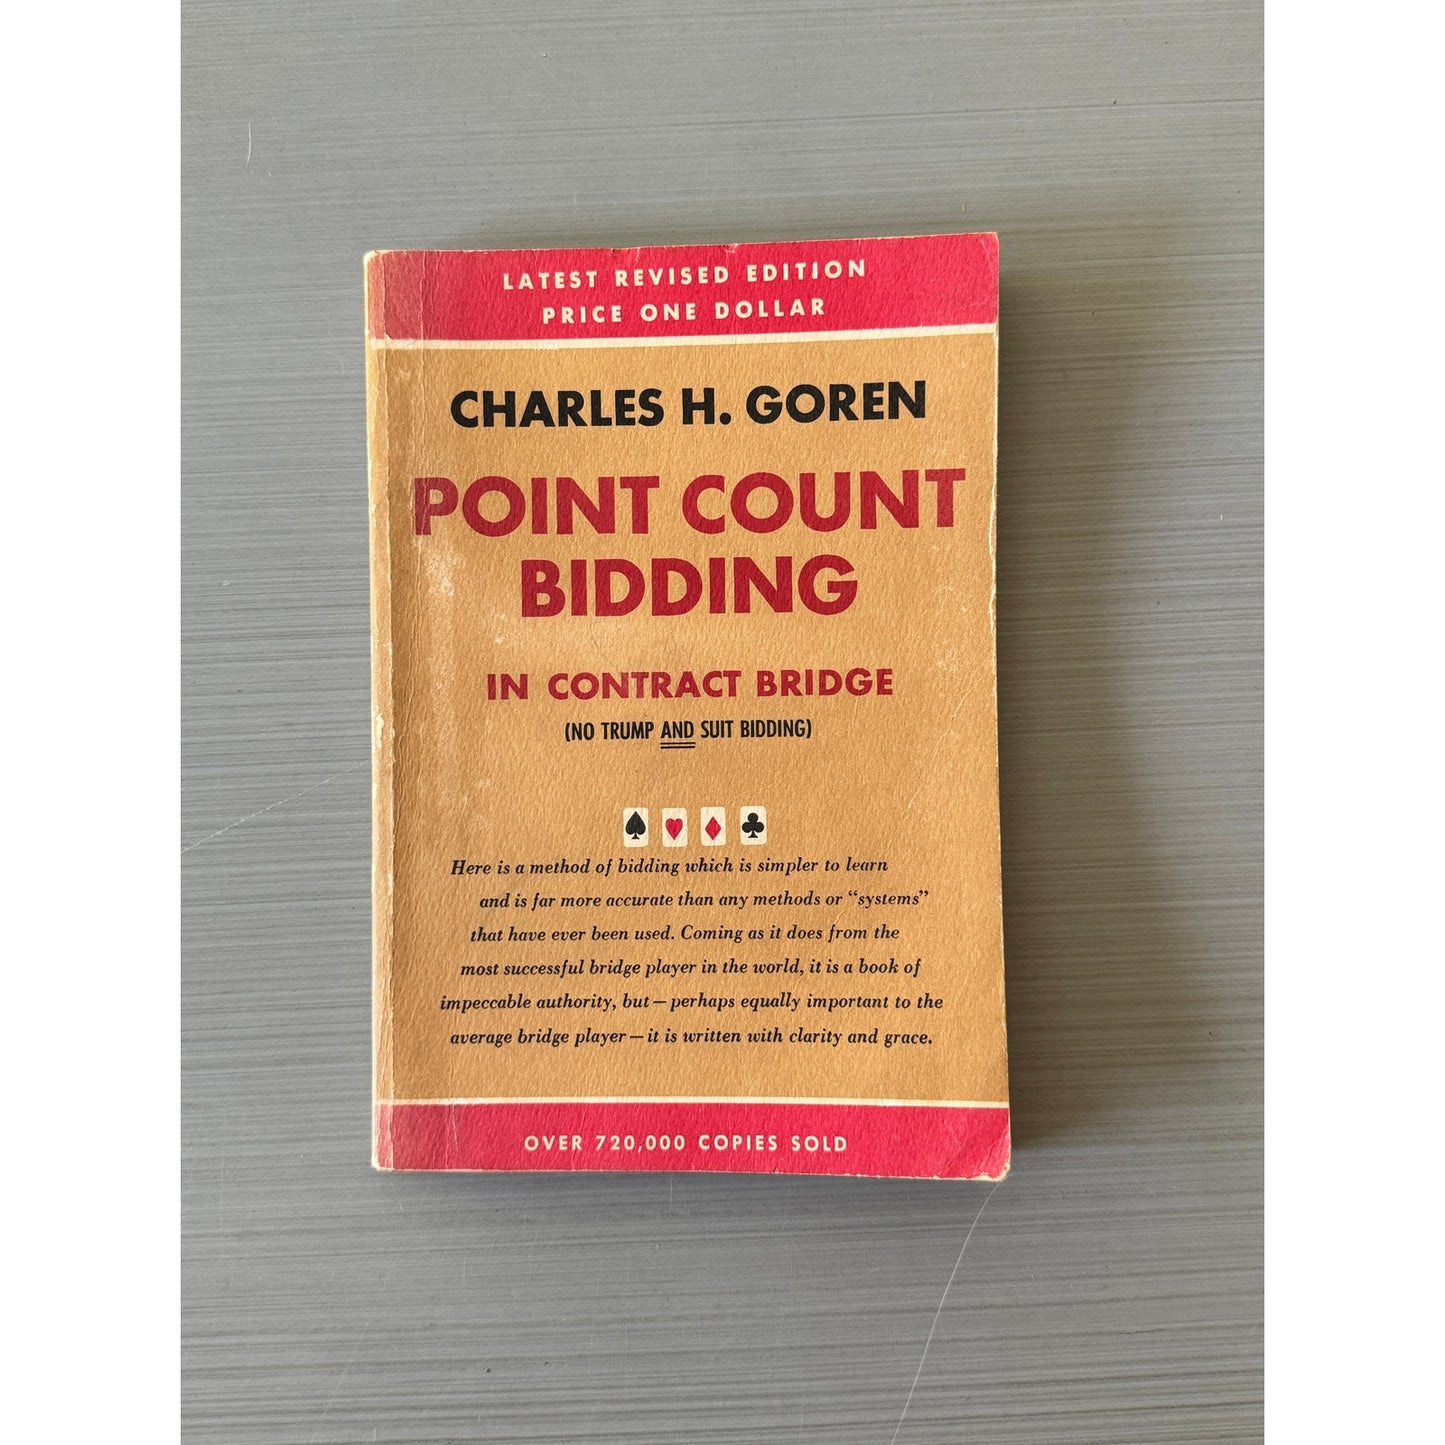 LATEST REVISED EDITION
PRICE ONE DOLLAR
CHARLES H. GOREN
POINT COUNT
BIDDING
IN CONTRACT BRIDGE
(NO TRUMP AND SUIT BIDDING)
Here is a method of bidding which is simpler to learn
and is far more accurate than any methods or “systems”
that have ever been used. Coming as it does from the
most successful bridge player in the world, it is a book of
impeccable authority, but—perhaps equally important to the
average bridge player—it is written with clarity and grace.
OVER 720,000 COPIES SOLD